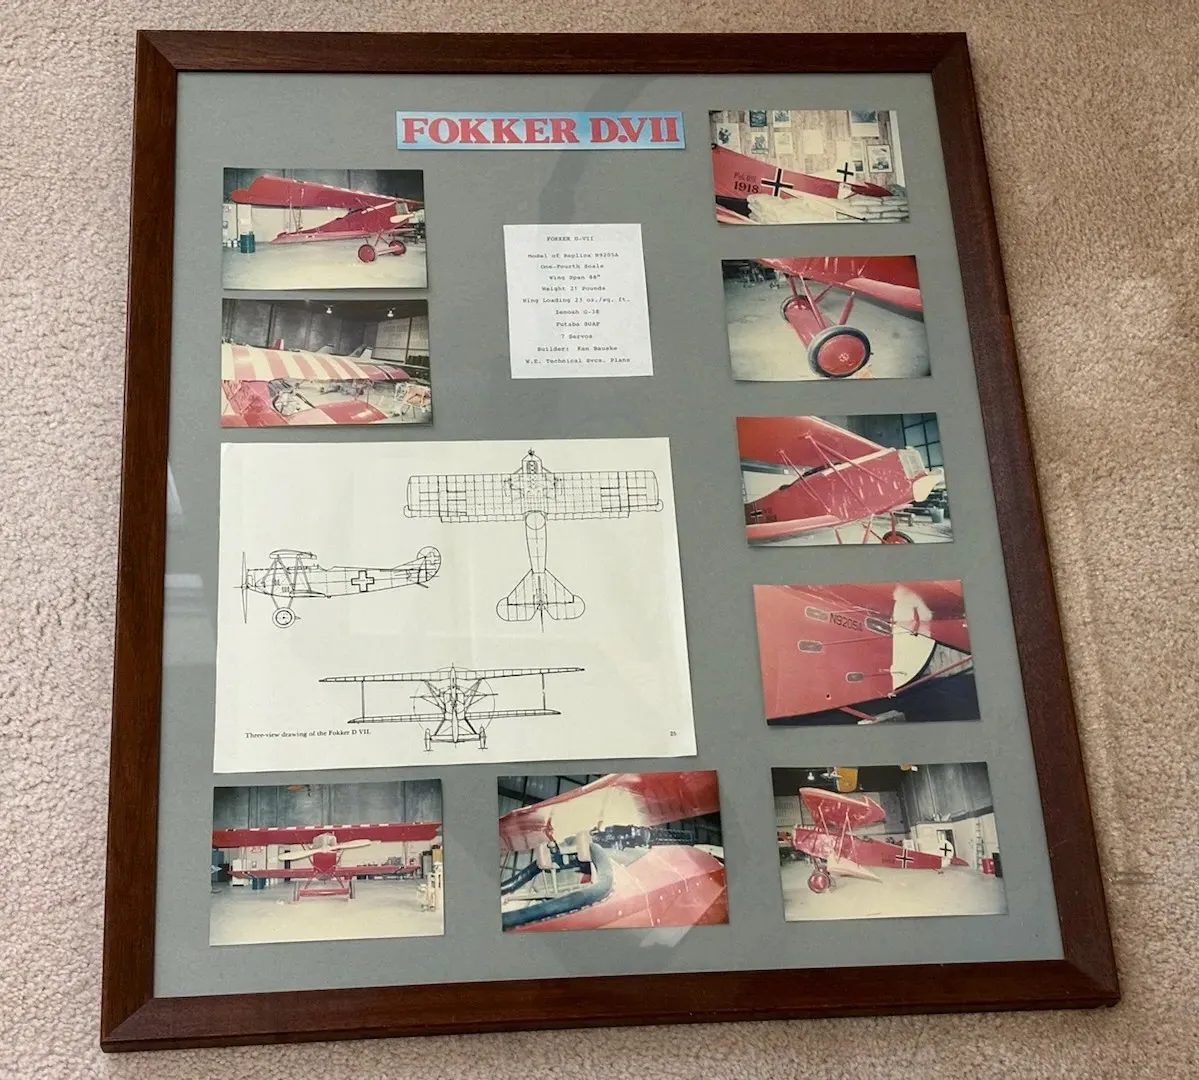 FOKKER D.VII
1918
FOKKER D-VII
Model of Replica N9205A
One-Fourth Scale
Wing Span 88"
Weight 21 Pounds
Wing Loading 23 oz./sq. ft.
Zenoah G-38
Futaba 8UAP
7 Servos
Builder: Ken Bauske
W.E. Technical Svcs. Plans
N9205A
Three-view drawing of the Fokker D VII.
25